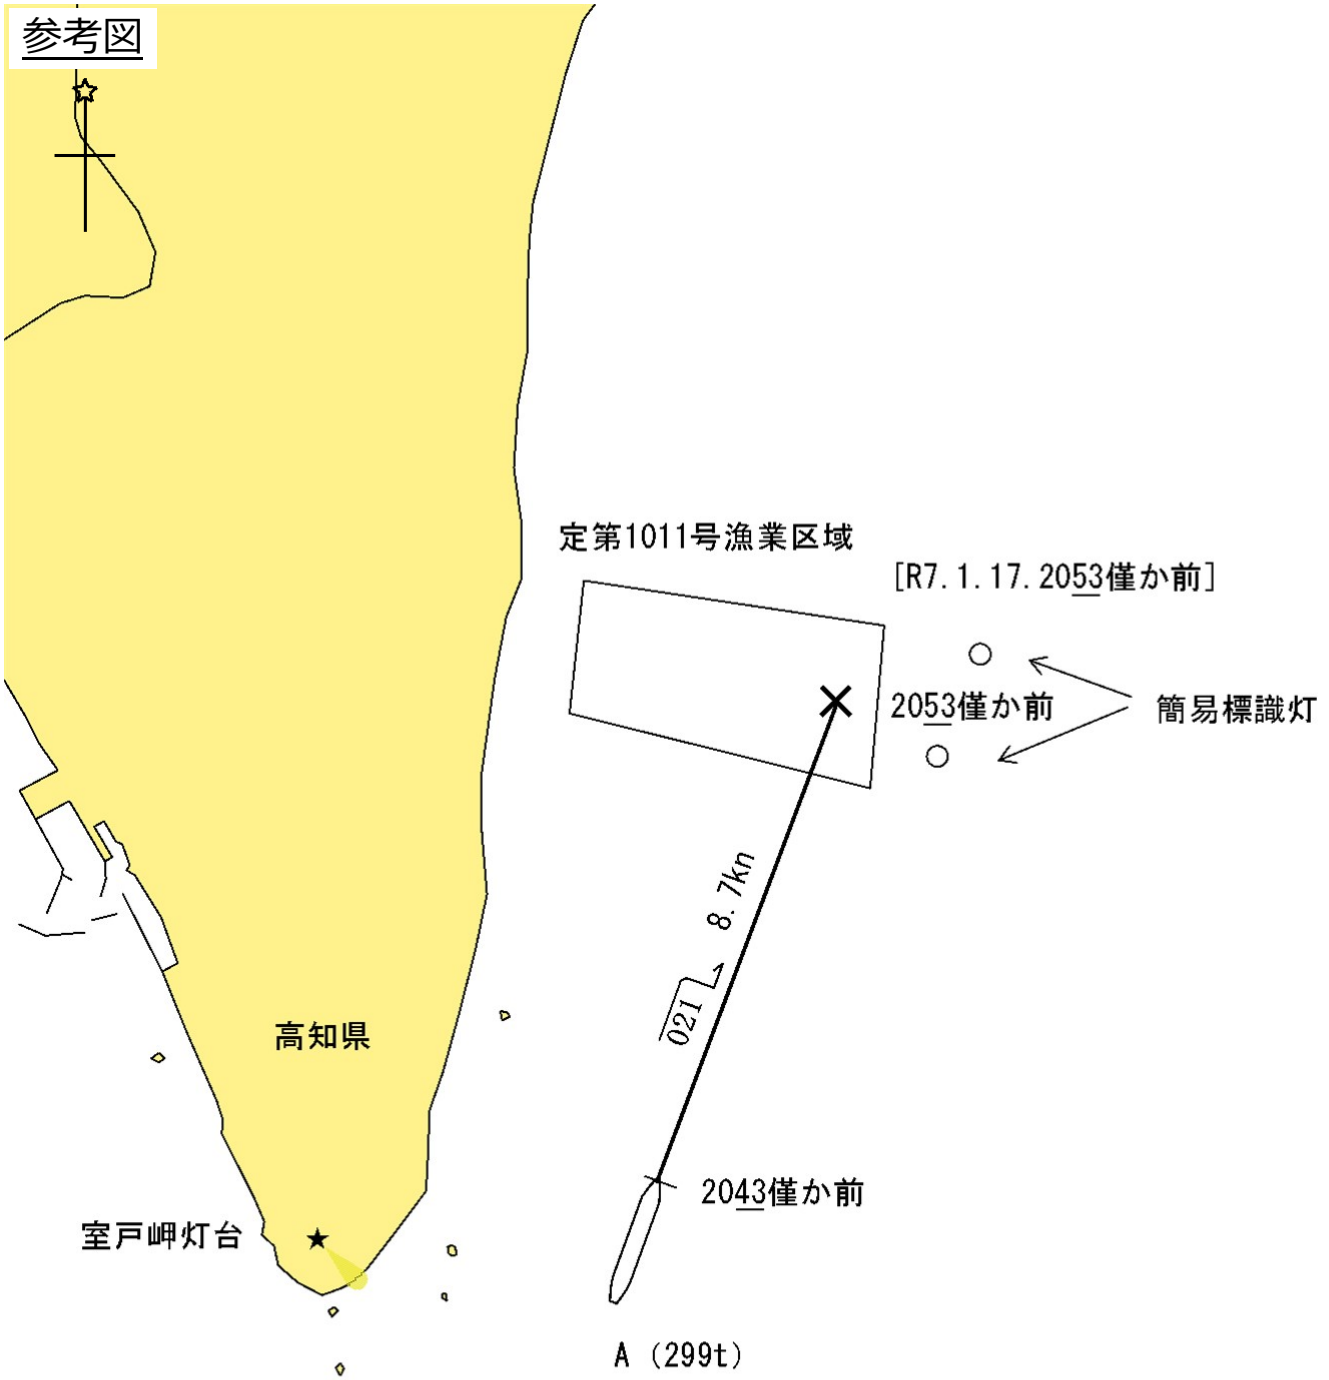 参考図
定第1011号漁業区域
[R7.1.17.2053僅か前]
2053僅か前
簡易標識灯
8.7kn
021
高知県
2043僅か前
室戸岬灯台
A (299t)